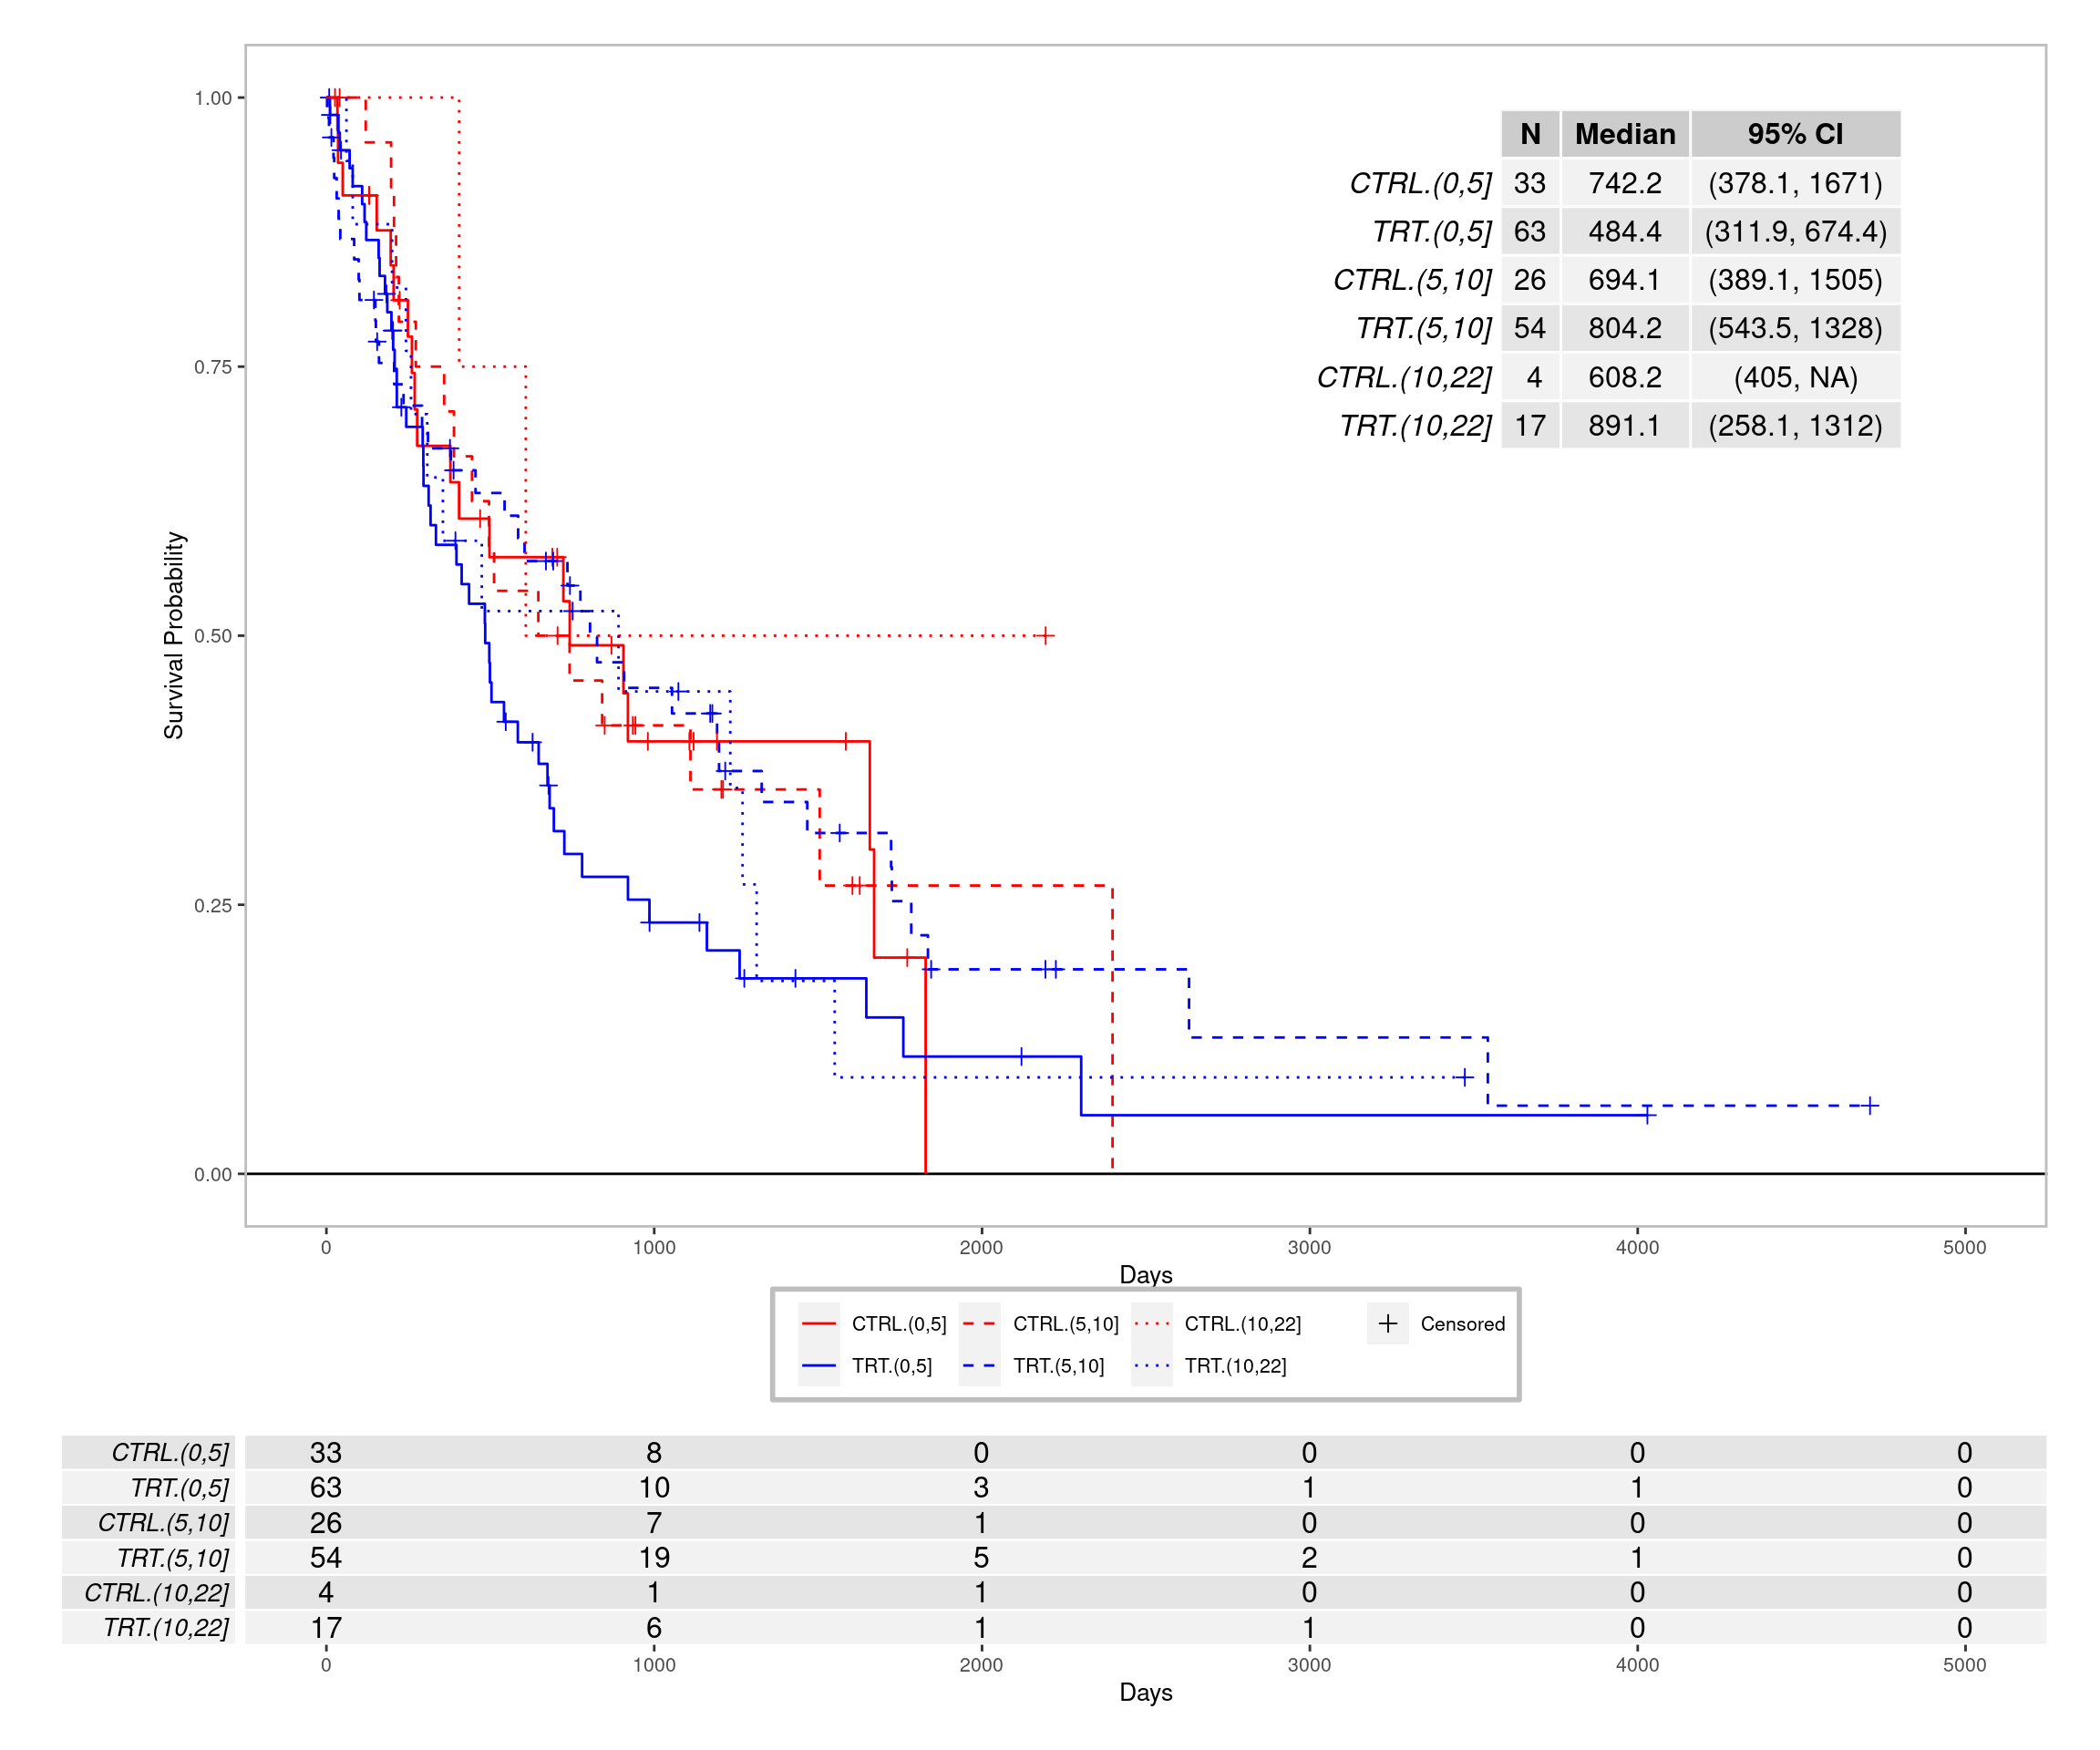 N Median 95% CI
CTRL.(0,5] 33 742.2 (378.1, 1671)
TRT.(0,5] 63 484.4 (311.9, 674.4)
CTRL.(5,10] 26 694.1 (389.1, 1505)
TRT.(5,10] 54 804.2 (543.5, 1328)
CTRL.(10,22] 4 608.2 (405, NA)
TRT.(10,22] 17 891.1 (258.1, 1312)
Survival Probability
1.00
0.75
0.50
0.25
0.00
0 1000 2000 3000 4000 5000
Days
CTRL.(0,5] CTRL.(5,10] CTRL.(10,22] Censored
TRT.(0,5] TRT.(5,10] TRT.(10,22]
CTRL.(0,5] 33 8 0 0 0 0
TRT.(0,5] 63 10 3 1 1 0
CTRL.(5,10] 26 7 1 0 0 0
TRT.(5,10] 54 19 5 2 1 0
CTRL.(10,22] 4 1 1 0 0 0
TRT.(10,22] 17 6 1 1 0 0
0 1000 2000 3000 4000 5000
Days